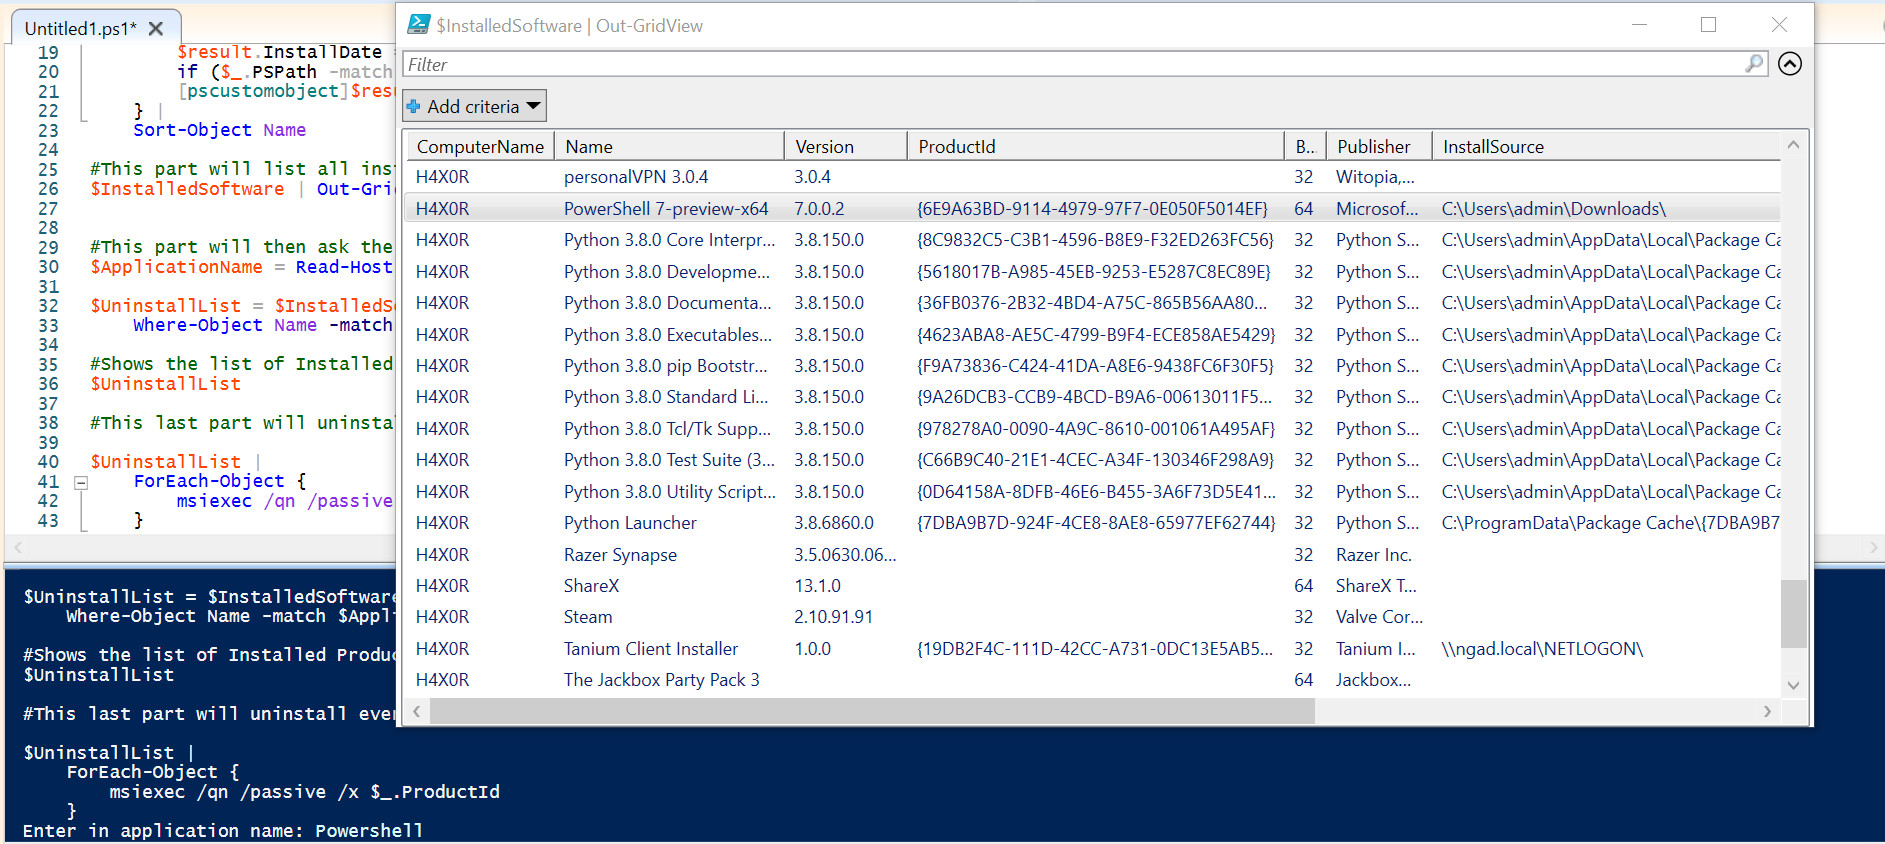 Untitled1.ps1* X
$InstalledSoftware | Out-GridView
Filter
Add criteria
19 $result.InstallDate
20 if ($_.PSPath -match
21 [pscustomobject]$resu
22 } |
23 Sort-Object Name
24
25 #This part will list all inst
26 $InstalledSoftware | Out-Gri
27
28
29 #This part will then ask the
30 $ApplicationName = Read-Host
31
32 $UninstallList = $InstalledSo
33 Where-Object Name -match
34
35 #Shows the list of Installed
36 $UninstallList
37
38 #This last part will uninstal
39
40 $UninstallList |
41 ForEach-Object {
42 msiexec /qn /passive
43 }
ComputerName Name Version ProductId B... Publisher InstallSource
H4X0R personalVPN 3.0.4 3.0.4 32 Witopia,...
H4X0R PowerShell 7-preview-x64 7.0.0.2 {6E9A63BD-9114-4979-97F7-0E050F5014EF} 64 Microsof... C:\Users\admin\Downloads\
H4X0R Python 3.8.0 Core Interpr... 3.8.150.0 {8C9832C5-C3B1-4596-B8E9-F32ED263FC56} 32 Python S... C:\Users\admin\AppData\Local\Package Ca
H4X0R Python 3.8.0 Developme... 3.8.150.0 {5618017B-A985-45EB-9253-E5287C8EC89E} 32 Python S... C:\Users\admin\AppData\Local\Package Ca
H4X0R Python 3.8.0 Documenta... 3.8.150.0 {36FB0376-2B32-4BD4-A75C-865B56AA80... 32 Python S... C:\Users\admin\AppData\Local\Package Ca
H4X0R Python 3.8.0 Executables... 3.8.150.0 {4623ABA8-AE5C-4799-B9F4-ECE858AE5429} 32 Python S... C:\Users\admin\AppData\Local\Package Ca
H4X0R Python 3.8.0 pip Bootstr... 3.8.150.0 {F9A73836-C424-41DA-A8E6-9438FC6F30F5} 32 Python S... C:\Users\admin\AppData\Local\Package Ca
H4X0R Python 3.8.0 Standard Li... 3.8.150.0 {9A26DCB3-CCB9-4BCD-B9A6-00613011F5... 32 Python S... C:\Users\admin\AppData\Local\Package Ca
H4X0R Python 3.8.0 Tcl/Tk Supp... 3.8.150.0 {978278A0-0090-4A9C-8610-001061A495AF} 32 Python S... C:\Users\admin\AppData\Local\Package Ca
H4X0R Python 3.8.0 Test Suite (3... 3.8.150.0 {C66B9C40-21E1-4CEC-A34F-130346F298A9} 32 Python S... C:\Users\admin\AppData\Local\Package Ca
H4X0R Python 3.8.0 Utility Script... 3.8.150.0 {0D64158A-8DFB-46E6-B455-3A6F73D5E41... 32 Python S... C:\Users\admin\AppData\Local\Package Ca
H4X0R Python Launcher 3.8.6860.0 {7DBA9B7D-924F-4CE8-8AE8-65977EF62744} 32 Python S... C:\ProgramData\Package Cache\{7DBA9B7
H4X0R Razer Synapse 3.5.0630.06... 32 Razer Inc.
H4X0R ShareX 13.1.0 64 ShareX T...
H4X0R Steam 2.10.91.91 32 Valve Cor...
H4X0R Tanium Client Installer 1.0.0 {19DB2F4C-111D-42CC-A731-0DC13E5AB5... 32 Tanium I... \\ngad.local\NETLOGON\
H4X0R The Jackbox Party Pack 3 64 Jackbox...
$UninstallList = $InstalledSoftware
Where-Object Name -match $Appli
#Shows the list of Installed Produc
$UninstallList
#This last part will uninstall ever
$UninstallList |
ForEach-Object {
msiexec /qn /passive /x $_.ProductId
}
Enter in application name: Powershell